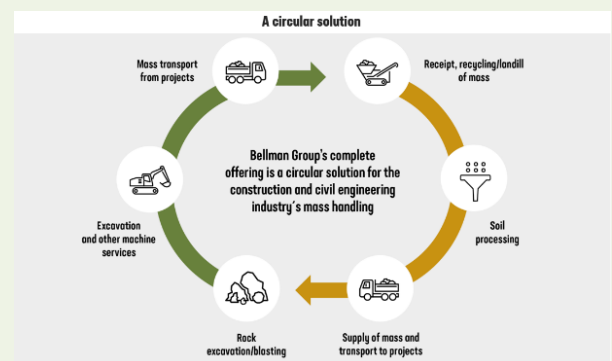 A circular solution
Mass transport
from projects
Receipt, recycling/landill
of mass
Bellman Group's complete
offering is a circular solution for the
construction and civil engineering
industry´s mass handling
Excavation
and other machine
services
Soil
processing
Rock
excavation/blasting
Supply of mass and
transport to projects